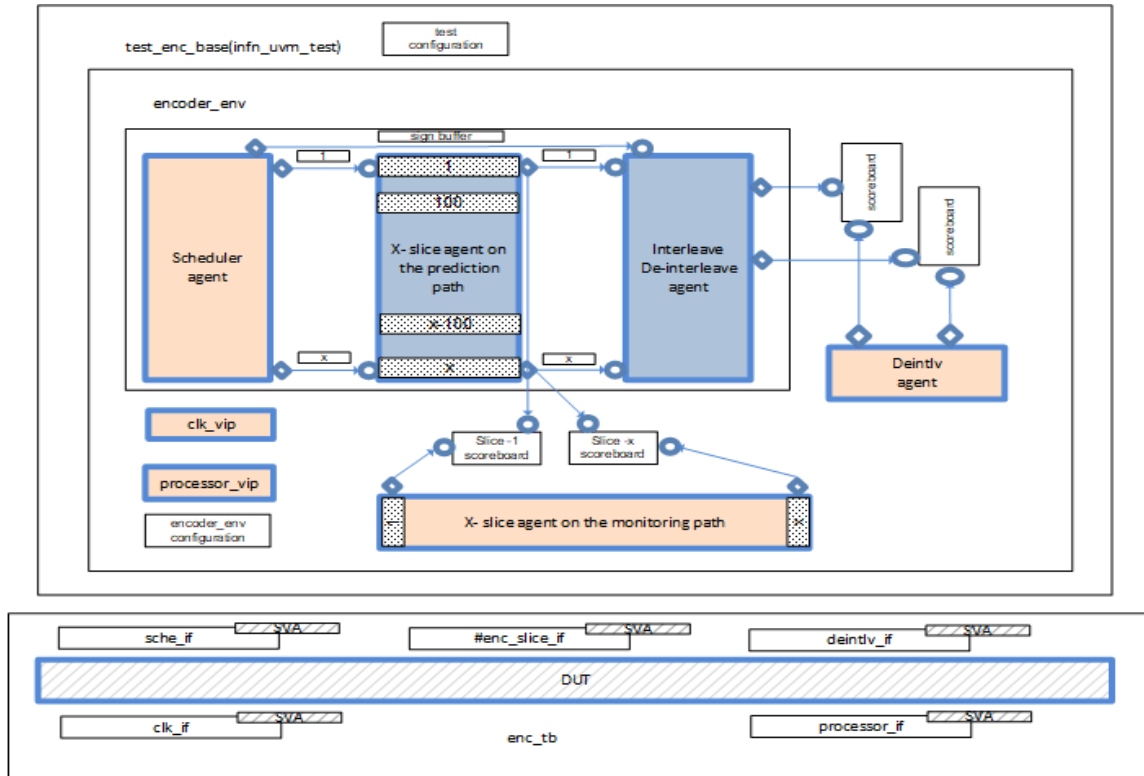 test
configuration
test_enc_base(infn_uvm_test)
encoder_env
sign buffer
1
1
1
100
Scheduler
agent
X- slice agent on
the prediction
path
Interleave
De-interleave
agent
scoreboard
scoreboard
x-100
x
x
x
Deintlv
agent
clk_vip
Slice -1
scoreboard
Slice -x
scoreboard
processor_vip
encoder_env
configuration
X- slice agent on the monitoring path
x
sche_if
SVA
#enc_slice_if
SVA
deintlv_if
SVA
DUT
clk_if
SVA
processor_if
SVA
enc_tb